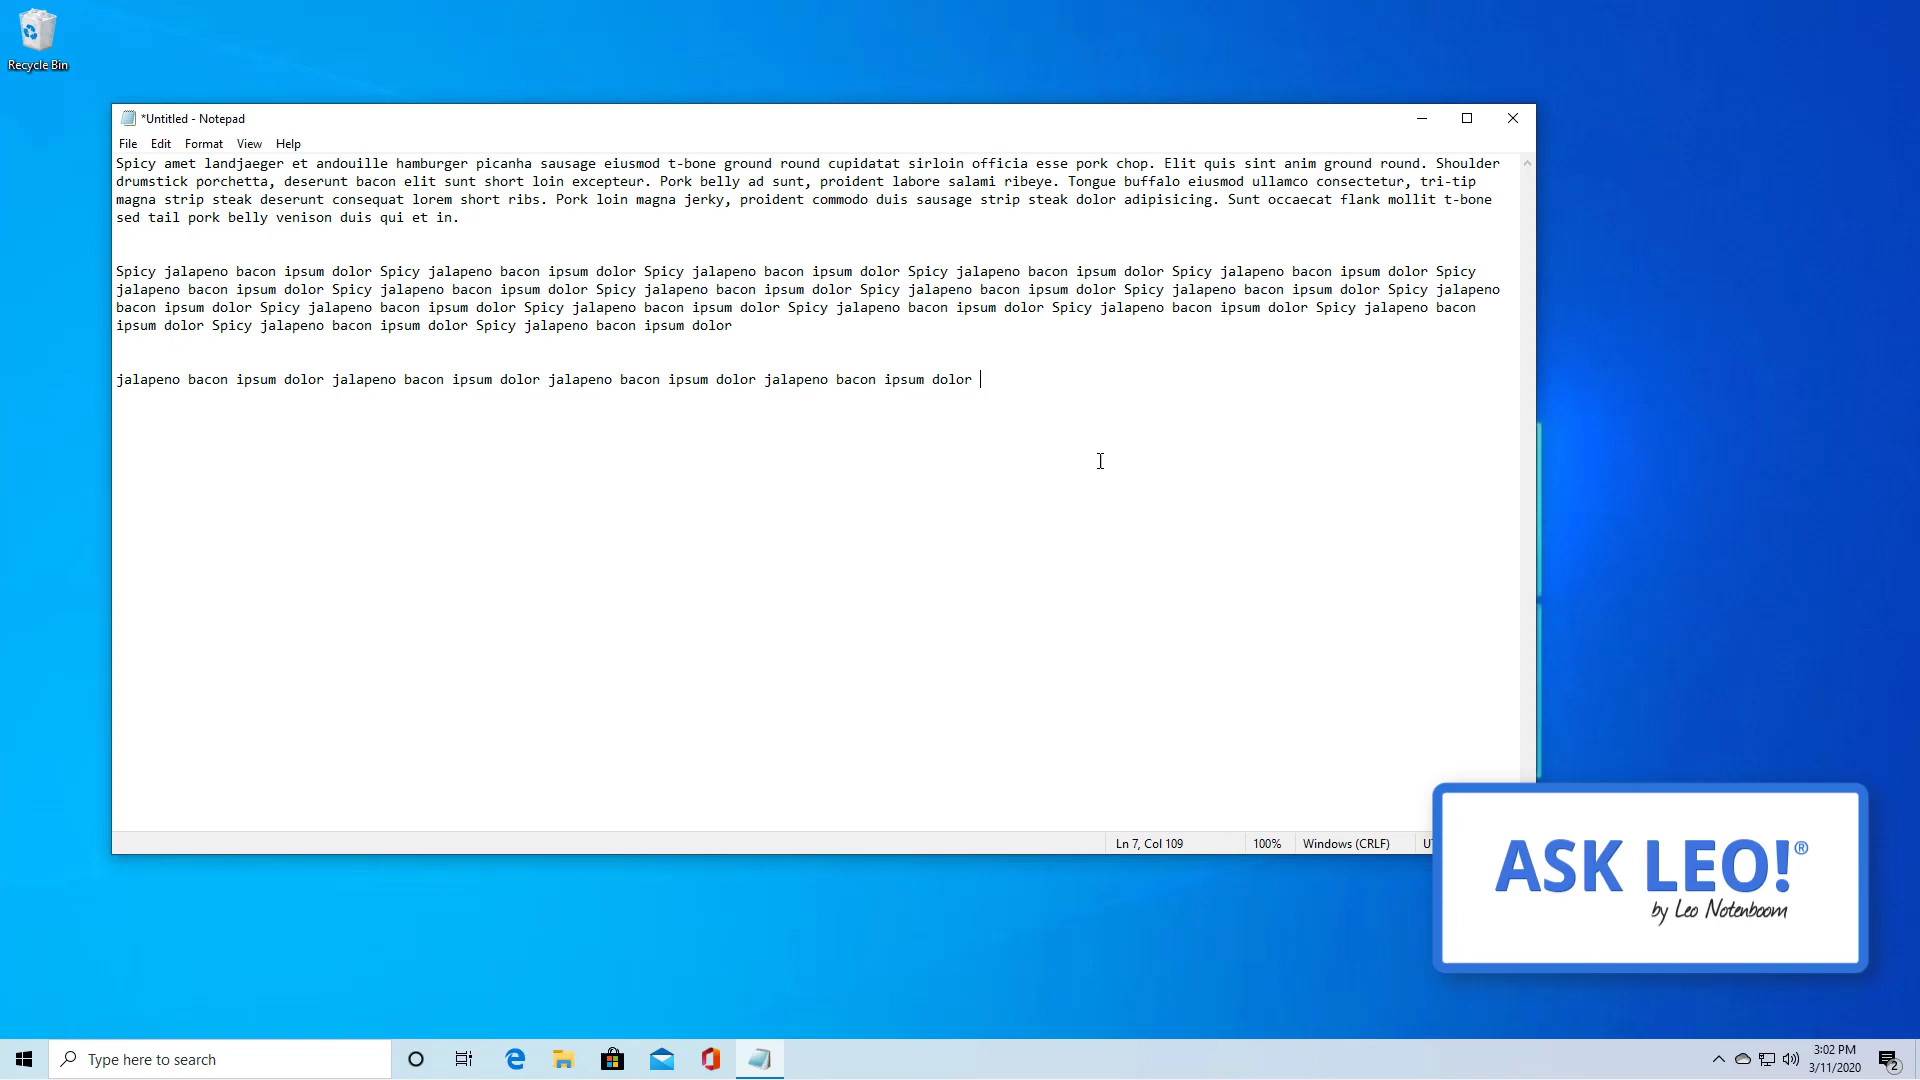 Recycle Bin
*Untitled - Notepad
File Edit Format View Help
Spicy amet landjaeger et andouille hamburger picanha sausage eiusmod t-bone ground round cupidatat sirloin officia esse pork chop. Elit quis sint anim ground round. Shoulder
drumstick porchetta, deserunt bacon elit sunt short loin excepteur. Pork belly ad sunt, proident labore salami ribeye. Tongue buffalo eiusmod ullamco consectetur, tri-tip
magna strip steak deserunt consequat lorem short ribs. Pork loin magna jerky, proident commodo duis sausage strip steak dolor adipisicing. Sunt occaecat flank mollit t-bone
sed tail pork belly venison duis qui et in.
Spicy jalapeno bacon ipsum dolor Spicy jalapeno bacon ipsum dolor Spicy jalapeno bacon ipsum dolor Spicy jalapeno bacon ipsum dolor Spicy jalapeno bacon ipsum dolor Spicy
jalapeno bacon ipsum dolor Spicy jalapeno bacon ipsum dolor Spicy jalapeno bacon ipsum dolor Spicy jalapeno bacon ipsum dolor Spicy jalapeno bacon ipsum dolor Spicy jalapeno
bacon ipsum dolor Spicy jalapeno bacon ipsum dolor Spicy jalapeno bacon ipsum dolor Spicy jalapeno bacon ipsum dolor Spicy jalapeno bacon ipsum dolor Spicy jalapeno bacon
ipsum dolor Spicy jalapeno bacon ipsum dolor Spicy jalapeno bacon ipsum dolor
jalapeno bacon ipsum dolor jalapeno bacon ipsum dolor jalapeno bacon ipsum dolor jalapeno bacon ipsum dolor
Ln 7, Col 109 100% Windows (CRLF)
ASK LEO!®
by Leo Notenboom
Type here to search
3:02 PM
3/11/2020
2